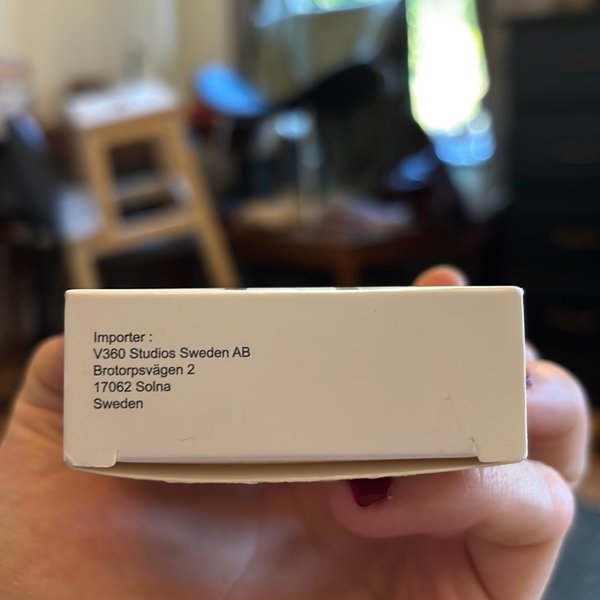 Importer :
V360 Studios Sweden AB
Brotorpsvägen 2
17062 Solna
Sweden